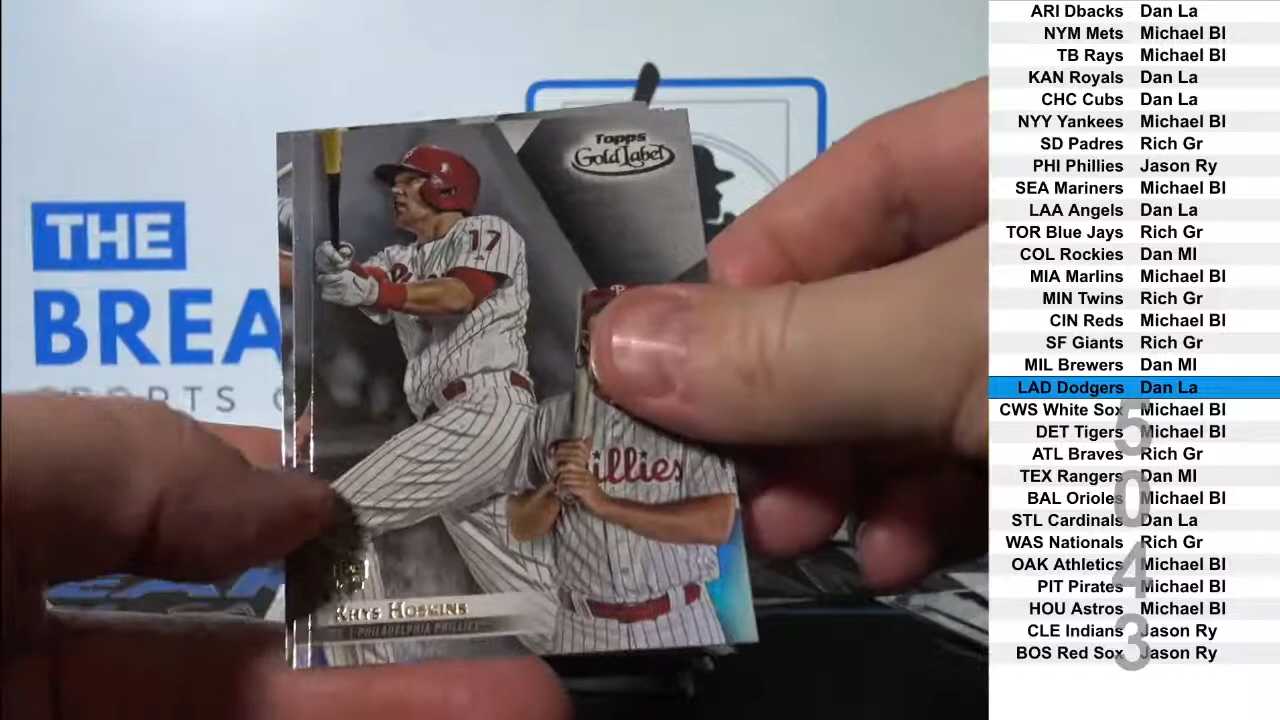 THE
BREA
SPORTS C
Topps
Gold Label
17
Phillies
RHYS HOSKINS
PHILADELPHIA PHILLIES
ARI Dbacks Dan La
NYM Mets Michael Bl
TB Rays Michael Bl
KAN Royals Dan La
CHC Cubs Dan La
NYY Yankees Michael Bl
SD Padres Rich Gr
PHI Phillies Jason Ry
SEA Mariners Michael Bl
LAA Angels Dan La
TOR Blue Jays Rich Gr
COL Rockies Dan MI
MIA Marlins Michael Bl
MIN Twins Rich Gr
CIN Reds Michael Bl
SF Giants Rich Gr
MIL Brewers Dan MI
LAD Dodgers Dan La
CWS White Sox Michael Bl
DET Tigers Michael Bl
ATL Braves Rich Gr
TEX Rangers Dan MI
BAL Orioles Michael Bl
STL Cardinals Dan La
WAS Nationals Rich Gr
OAK Athletics Michael Bl
PIT Pirates Michael Bl
HOU Astros Michael Bl
CLE Indians Jason Ry
BOS Red Sox Jason Ry
5
0
4
3